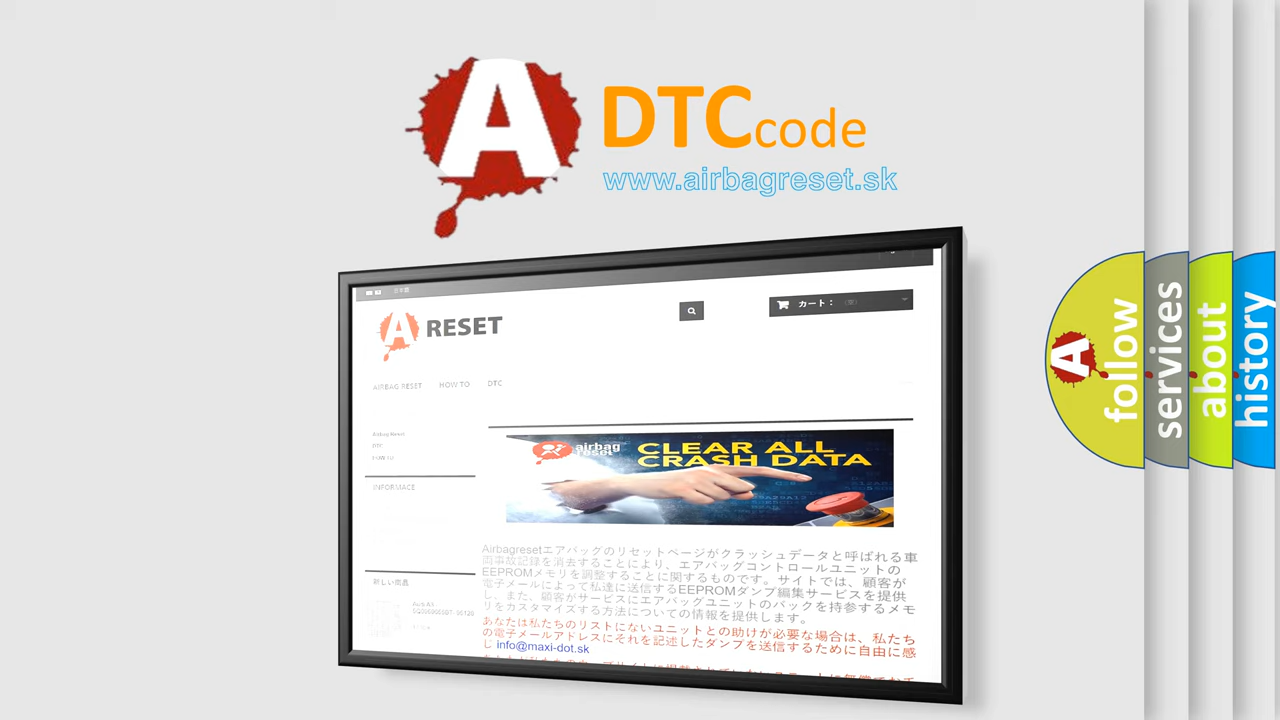 A DTCcode
www.airbagreset.sk
日本語
A RESET
カート：
AIRBAG RESET HOW TO DTC
Airbag Reset
DTC
HOW TO
INFORMACE
新しい商品
airbag
reset
CLEAR ALL
CRASH DATA
Airbagresetエアバッグのリセットページがクラッシュデータと呼ばれる車
両事故記録を消去することにより、エアバッグコントロールユニットの
EEPROMメモリを調整することに関するものです。サイトでは、顧客が
電子メールによって私達に送信するEEPROMダンプ編集サービスを提供
し、また、顧客がサービスにエアバッグユニットのバックを持参するメモ
リをカスタマイズする方法についての情報を提供します。
あなたは私たちのリストにないユニットとの助けが必要な場合は、私たち
の電子メールアドレスにそれを記述したダンプを送信するために自由に感
じ info@maxi-dot.sk
A follow
services
about
history